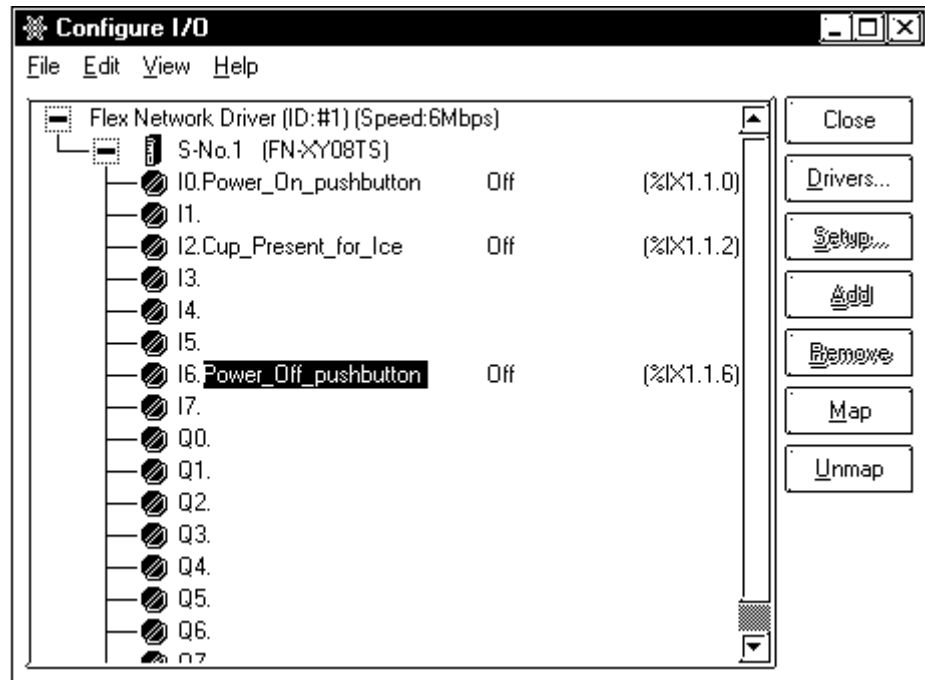 Configure I/O
File Edit View Help
Flex Network Driver (ID:#1) (Speed:6Mbps)
S-No.1 (FN-XY08TS)
I0.Power_On_pushbutton Off (%IX1.1.0)
I1.
I2.Cup_Present_for_Ice Off (%IX1.1.2)
I3.
I4.
I5.
I6.Power_Off_pushbutton Off (%IX1.1.6)
I7.
Q0.
Q1.
Q2.
Q3.
Q4.
Q5.
Q6.
Q7
Close
Drivers...
Setup...
Add
Remove
Map
Unmap